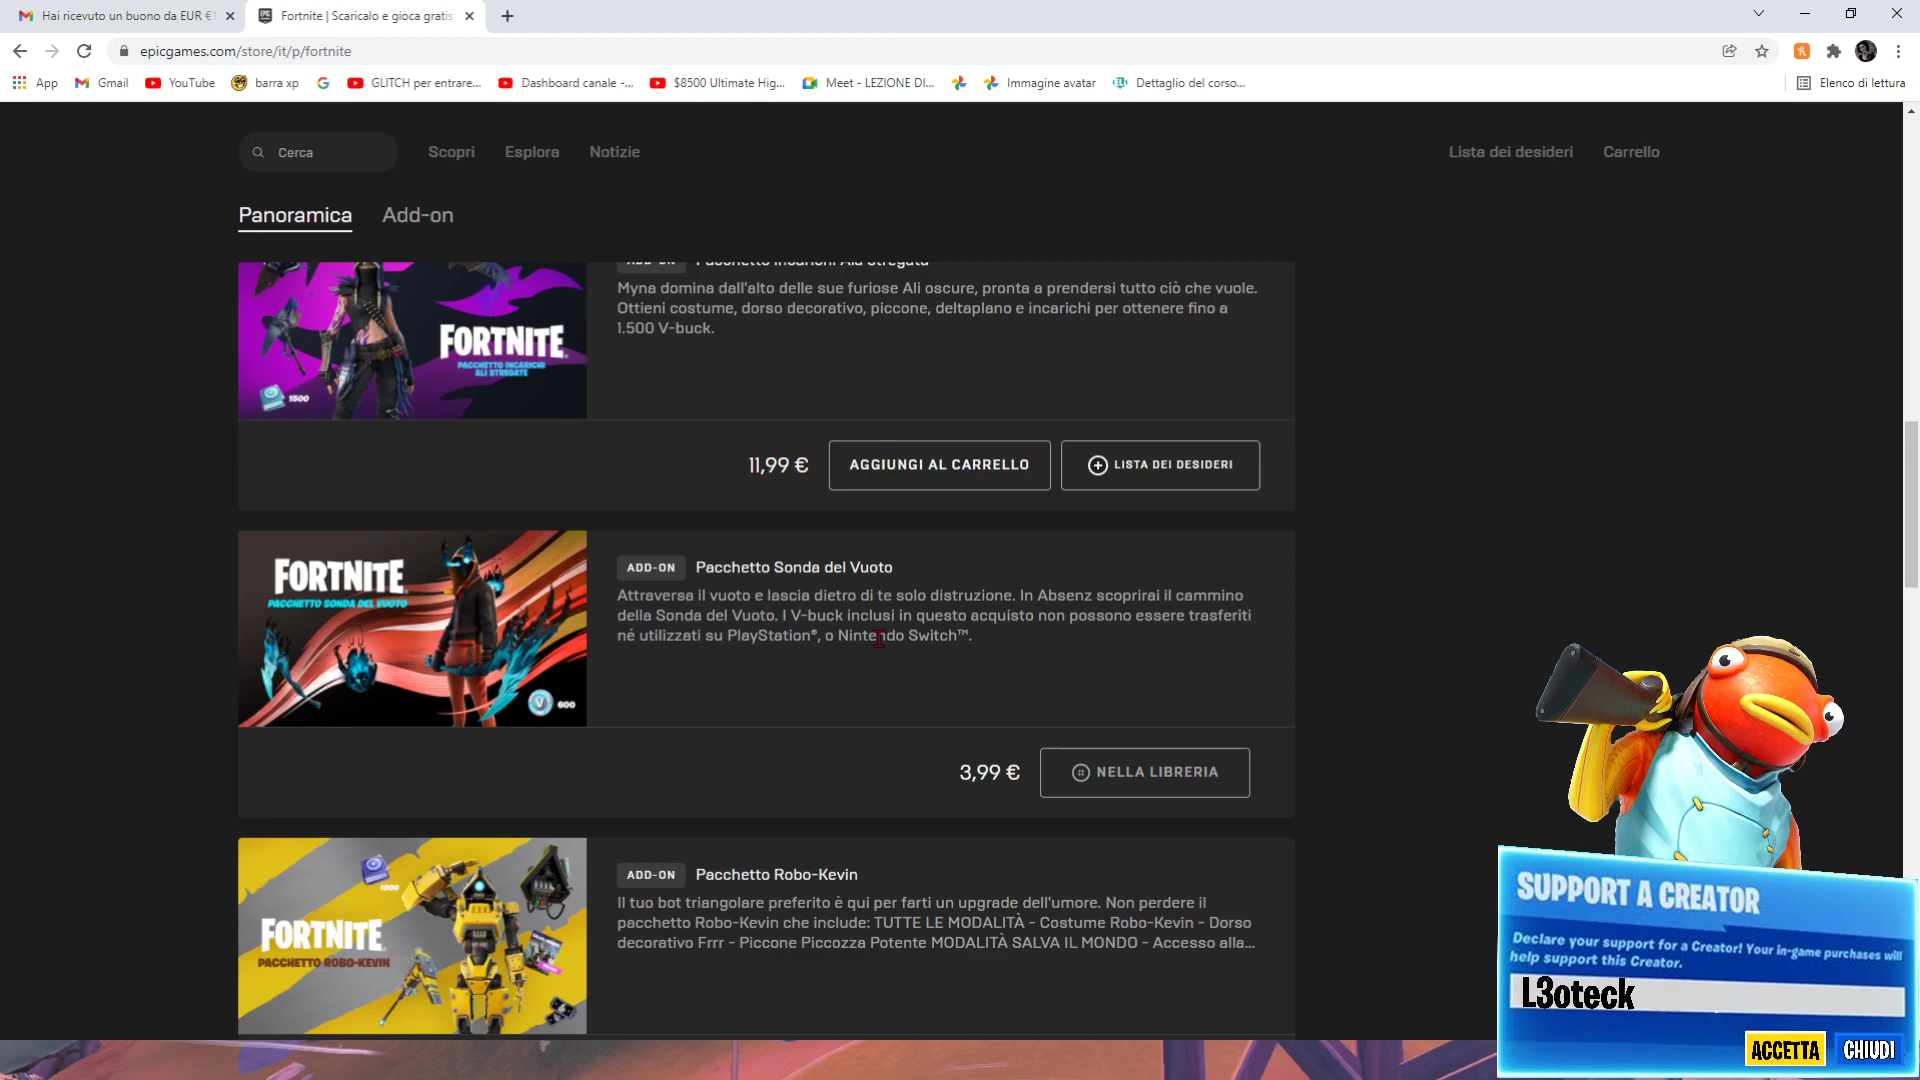 Hai ricevuto un buono da EUR €1
Fortnite | Scaricalo e gioca gratis
epicgames.com/store/it/p/fortnite
App
Gmail
YouTube
barra xp
GLITCH per entrare...
Dashboard canale -...
$8500 Ultimate Hig...
Meet - LEZIONE DI...
Immagine avatar
Dettaglio del corso...
Elenco di lettura
Cerca
Scopri
Esplora
Notizie
Lista dei desideri
Carrello
Panoramica
Add-on
ADD-ON Pacchetto Incarichi Ala Stregata
Myna domina dall'alto delle sue furiose Ali oscure, pronta a prendersi tutto ciò che vuole.
Ottieni costume, dorso decorativo, piccone, deltaplano e incarichi per ottenere fino a
1.500 V-buck.
FORTNITE
PACCHETTO INCARICHI
ALI STREGATE
1500
11,99 €
AGGIUNGI AL CARRELLO
LISTA DEI DESIDERI
FORTNITE
PACCHETTO SONDA DEL VUOTO
600
ADD-ON Pacchetto Sonda del Vuoto
Attraversa il vuoto e lascia dietro di te solo distruzione. In Absenz scoprirai il cammino
della Sonda del Vuoto. I V-buck inclusi in questo acquisto non possono essere trasferiti
né utilizzati su PlayStation®, o Nintendo Switch™.
3,99 €
NELLA LIBRERIA
1000
FORTNITE
PACCHETTO ROBO-KEVIN
ADD-ON Pacchetto Robo-Kevin
Il tuo bot triangolare preferito è qui per farti un upgrade dell'umore. Non perdere il
pacchetto Robo-Kevin che include: TUTTE LE MODALITÀ - Costume Robo-Kevin - Dorso
decorativo Frrr - Piccone Piccozza Potente MODALITÀ SALVA IL MONDO - Accesso alla...
SUPPORT A CREATOR
Declare your support for a Creator! Your in-game purchases will
help support this Creator.
L3oteck
ACCETTA
CHIUDI